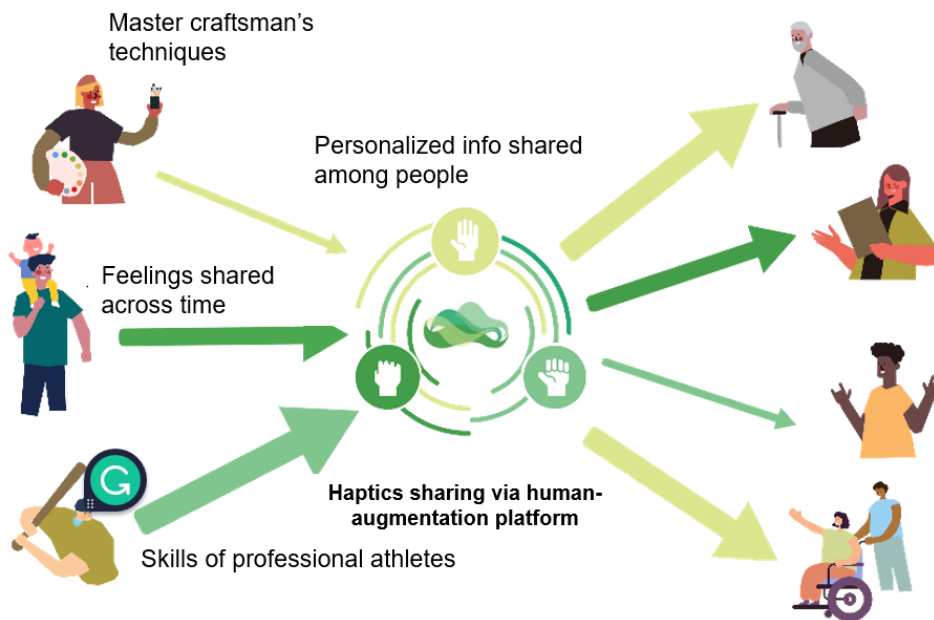 Master craftsman’s
techniques
Personalized info shared
among people
Feelings shared
across time
Haptics sharing via human-
augmentation platform
Skills of professional athletes